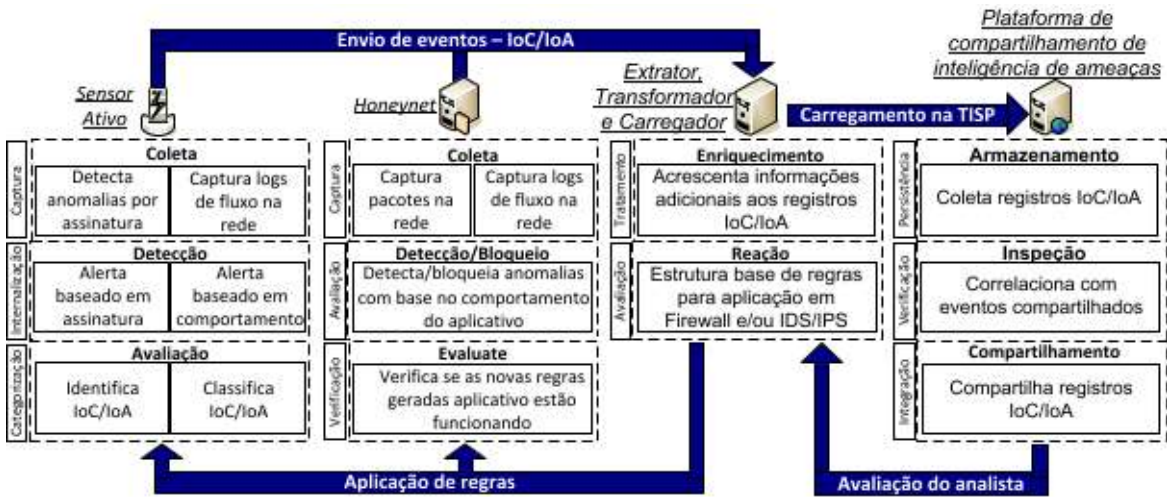 Envio de eventos – IoC/IoA
Sensor
Ativo
Honeynet
Extrator,
Transformador
e Carregador
Carregamento na TISP
Plataforma de
compartilhamento de
inteligência de ameaças
Captura
Coleta
Detecta
anomalias por
assinatura
Captura logs
de fluxo na
rede
Internalização
Detecção
Alerta
baseado em
assinatura
Alerta
baseado em
comportamento
Categorização
Avaliação
Identifica
IoC/IoA
Classifica
IoC/IoA
Captura
Coleta
Captura
pacotes na
rede
Captura logs
de fluxo na
rede
Avaliação
Detecção/Bloqueio
Detecta/bloqueia anomalias
com base no comportamento
do aplicativo
Verificação
Evaluate
Verifica se as novas regras
geradas aplicativo estão
funcionando
Tratamento
Enriquecimento
Acrescenta informações
adicionais aos registros
IoC/IoA
Avaliação
Reação
Estrutura base de regras
para aplicação em
Firewall e/ou IDS/IPS
Persistência
Armazenamento
Coleta registros IoC/IoA
Verificação
Inspeção
Correlaciona com
eventos compartilhados
Integração
Compartilhamento
Compartilha registros
IoC/IoA
Aplicação de regras
Avaliação do analista